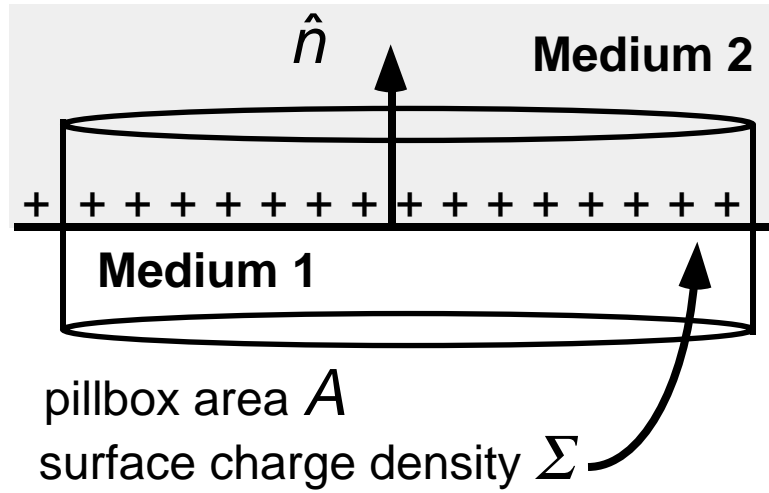 n̂
Medium 2
+ + + + + + + + + + + + + + + +
Medium 1
pillbox area A
surface charge density Σ